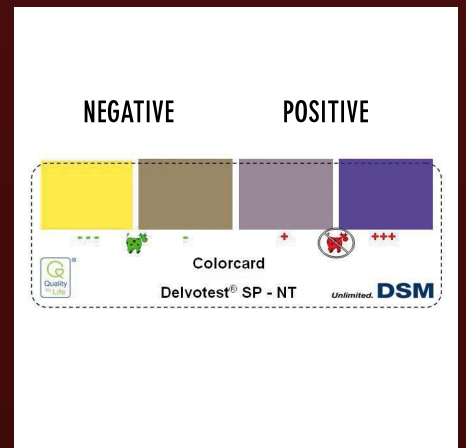 NEGATIVE POSITIVE
--- - + +++
Colorcard
Quality for Life
Delvotest® SP - NT
Unlimited. DSM